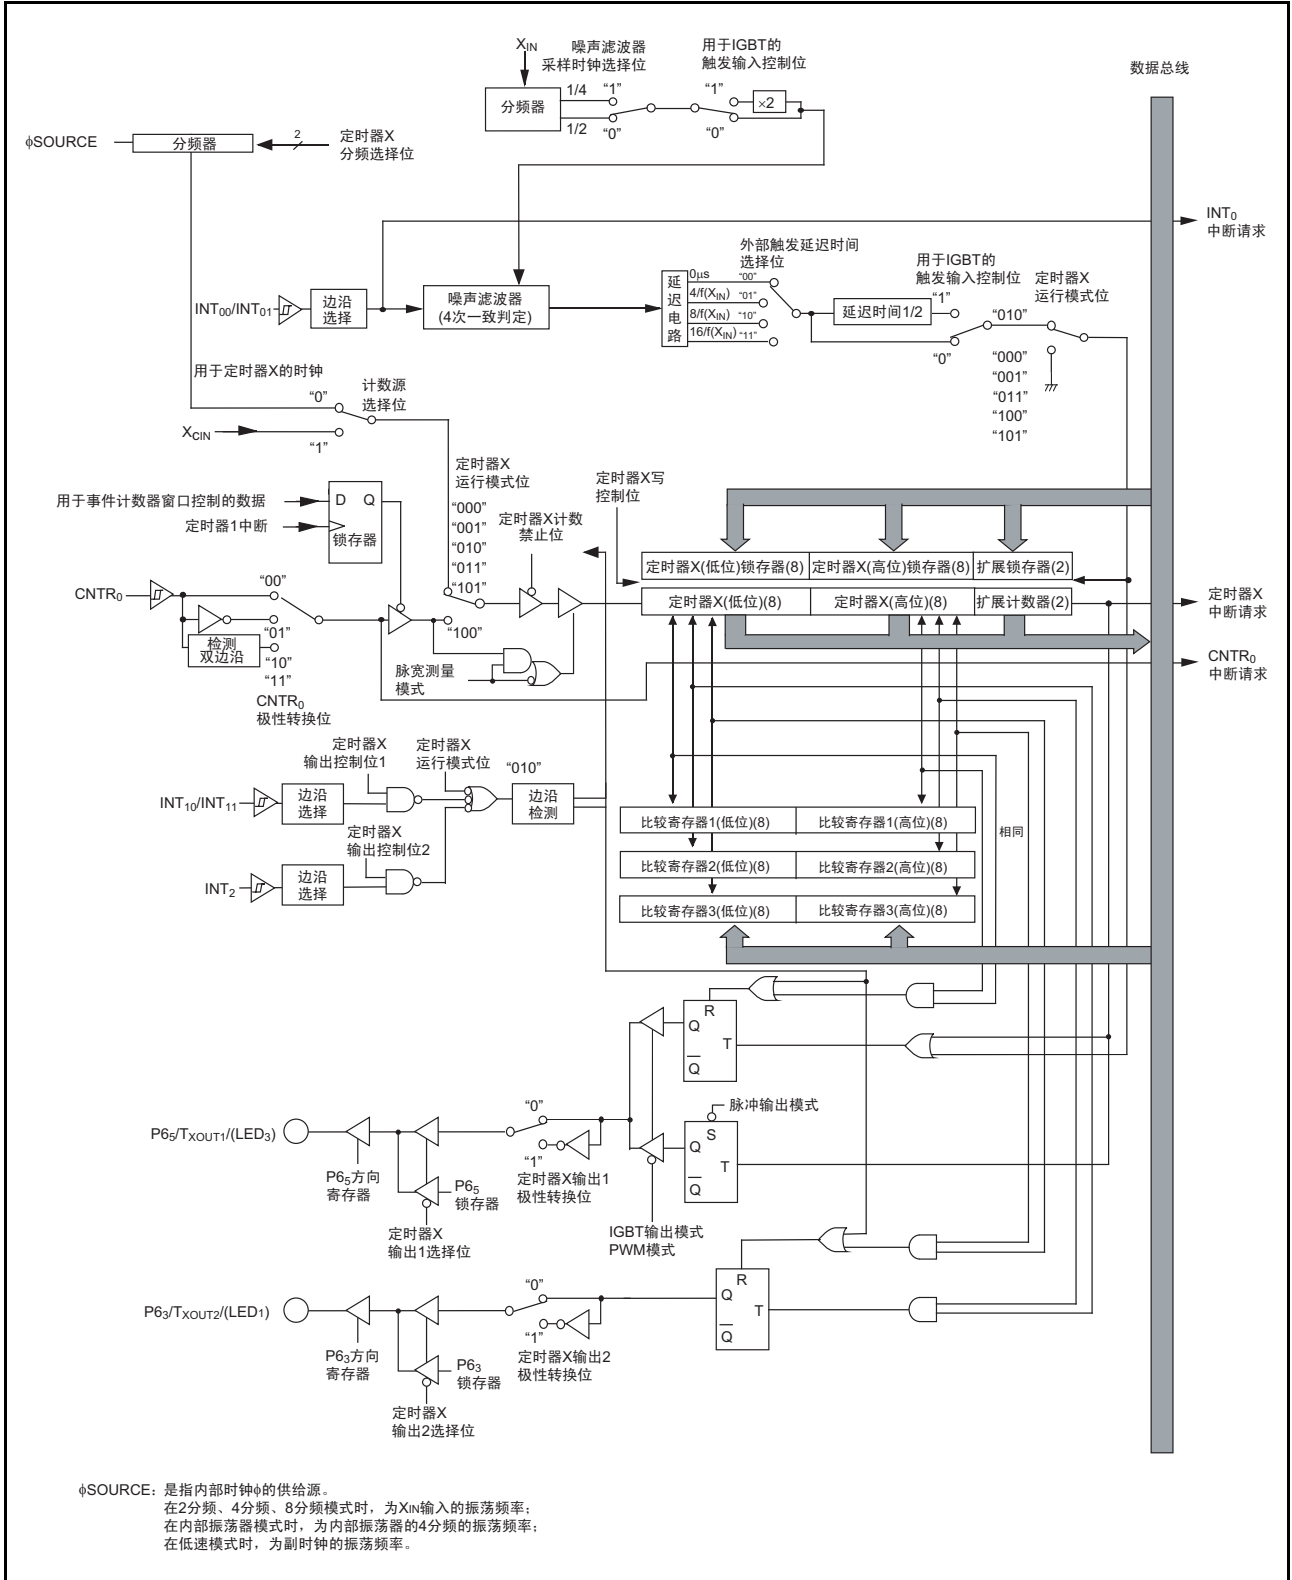 X_IN
噪声滤波器
采样时钟选择位
用于IGBT的
触发输入控制位
数据总线
分频器
1/4
“1”
1/2
“0”
“1”
×2
“0”
φSOURCE
分频器
2
定时器X
分频选择位
INT₀
中断请求
INT₀₀/INT₀₁
边沿
选择
噪声滤波器
(4次一致判定)
延
迟
电
路
0μs
“00”
4/f(X_IN)
“01”
8/f(X_IN)
“10”
16/f(X_IN)
“11”
外部触发延迟时间
选择位
延迟时间1/2
用于IGBT的
触发输入控制位
“1”
“0”
定时器X
运行模式位
“010”
“000”
“001”
“011”
“100”
“101”
用于定时器X的时钟
“0”
计数源
选择位
X_CIN
“1”
用于事件计数器窗口控制的数据
定时器1中断
D
Q
锁存器
定时器X
运行模式位
“000”
“001”
“010”
“011”
“101”
“100”
定时器X计数
禁止位
定时器X写
控制位
定时器X(低位)锁存器(8)
定时器X(高位)锁存器(8)
扩展锁存器(2)
定时器X(低位)(8)
定时器X(高位)(8)
扩展计数器(2)
定时器X
中断请求
CNTR₀
中断请求
CNTR₀
“00”
“01”
检测
双边沿
“10”
“11”
CNTR₀
极性转换位
脉宽测量
模式
定时器X
输出控制位1
定时器X
运行模式位
“010”
INT₁₀/INT₁₁
边沿
选择
边沿
检测
定时器X
输出控制位2
INT₂
边沿
选择
比较寄存器1(低位)(8)
比较寄存器1(高位)(8)
相同
比较寄存器2(低位)(8)
比较寄存器2(高位)(8)
比较寄存器3(低位)(8)
比较寄存器3(高位)(8)
R
Q
T
Q̅
脉冲输出模式
S
Q
T
Q̅
IGBT输出模式
PWM模式
P6₅/T_XOUT1/(LED₃)
P6₅方向
寄存器
P6₅
锁存器
定时器X
输出1选择位
“0”
“1”
定时器X输出1
极性转换位
R
Q
T
Q̅
P6₃/T_XOUT2/(LED₁)
P6₃方向
寄存器
P6₃
锁存器
定时器X
输出2选择位
“0”
“1”
定时器X输出2
极性转换位
φSOURCE：是指内部时钟φ的供给源。
在2分频、4分频、8分频模式时，为X_IN输入的振荡频率；
在内部振荡器模式时，为内部振荡器的4分频的振荡频率；
在低速模式时，为副时钟的振荡频率。